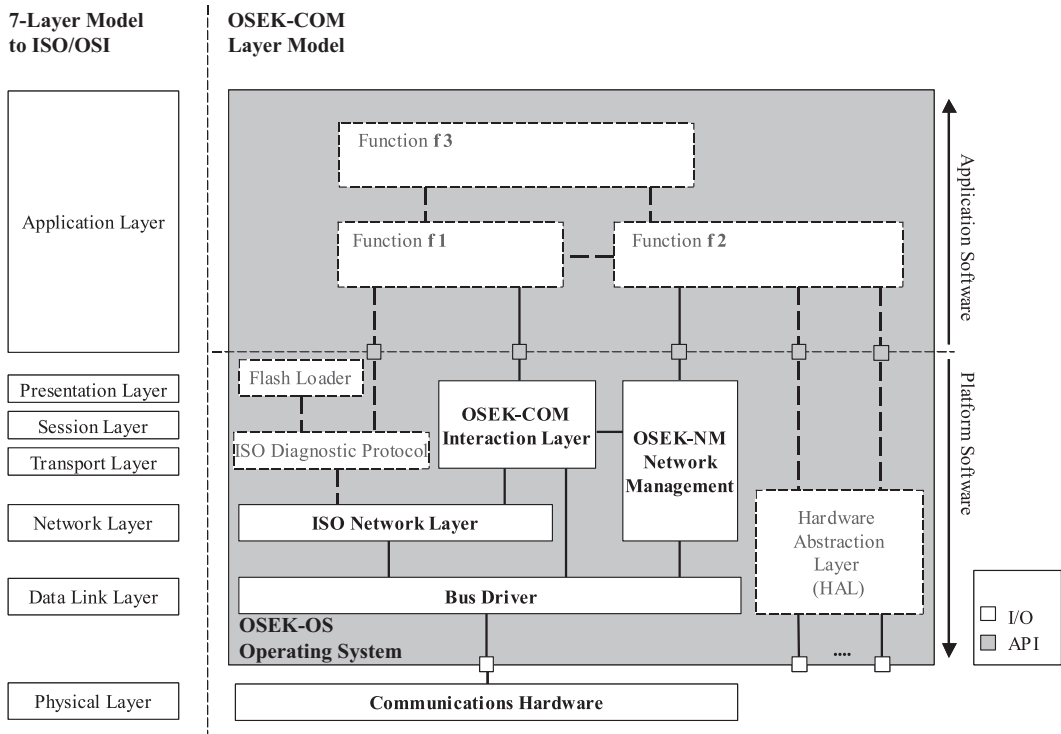 7-Layer Model
to ISO/OSI
OSEK-COM
Layer Model
Application Layer
Presentation Layer
Session Layer
Transport Layer
Network Layer
Data Link Layer
Physical Layer
Function f 3
Function f 1
Function f 2
Application Software
Platform Software
Flash Loader
ISO Diagnostic Protocol
OSEK-COM
Interaction Layer
OSEK-NM
Network
Management
ISO Network Layer
Hardware
Abstraction
Layer
(HAL)
Bus Driver
OSEK-OS
Operating System
....
Communications Hardware
I/O
API